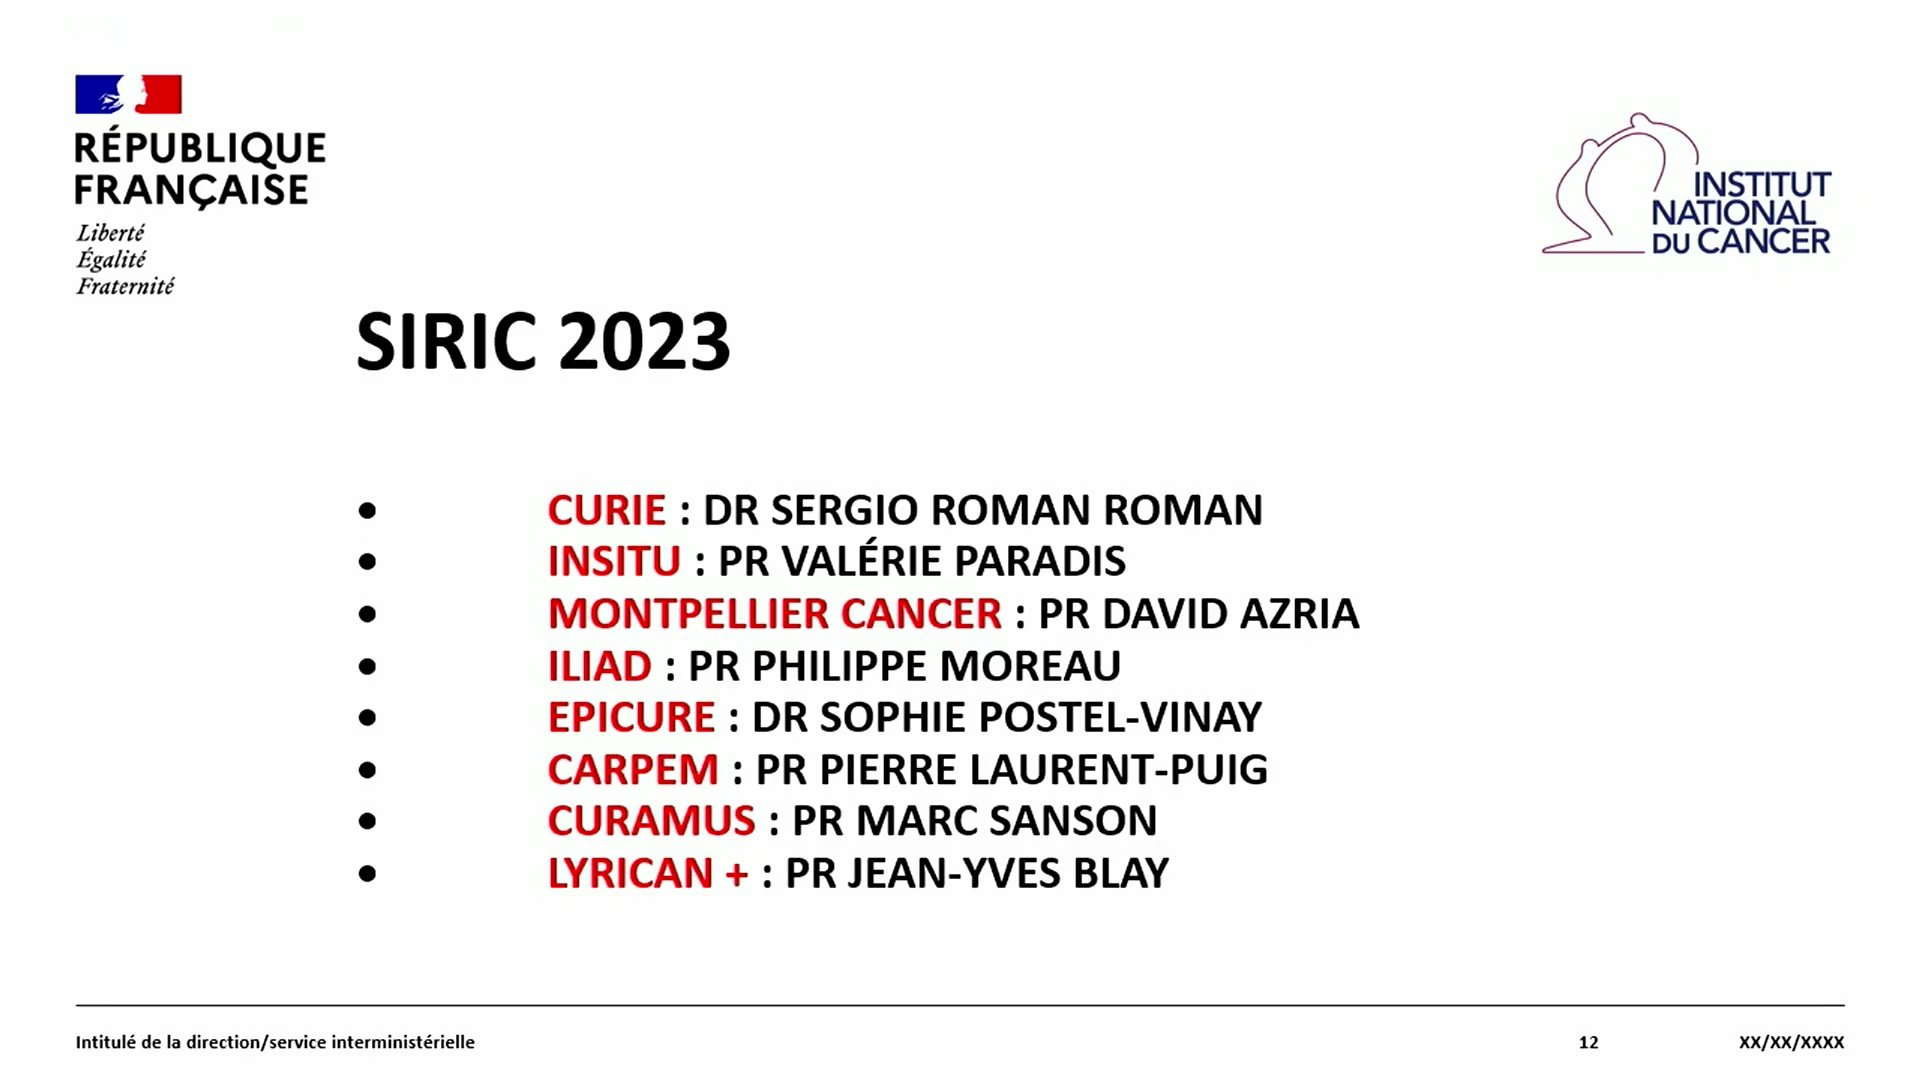 RÉPUBLIQUE
FRANÇAISE
Liberté
Égalité
Fraternité
INSTITUT
NATIONAL
DU CANCER
SIRIC 2023
• CURIE : DR SERGIO ROMAN ROMAN
• INSITU : PR VALÉRIE PARADIS
• MONTPELLIER CANCER : PR DAVID AZRIA
• ILIAD : PR PHILIPPE MOREAU
• EPICURE : DR SOPHIE POSTEL-VINAY
• CARPEM : PR PIERRE LAURENT-PUIG
• CURAMUS : PR MARC SANSON
• LYRICAN + : PR JEAN-YVES BLAY
Intitulé de la direction/service interministérielle 12 XX/XX/XXXX